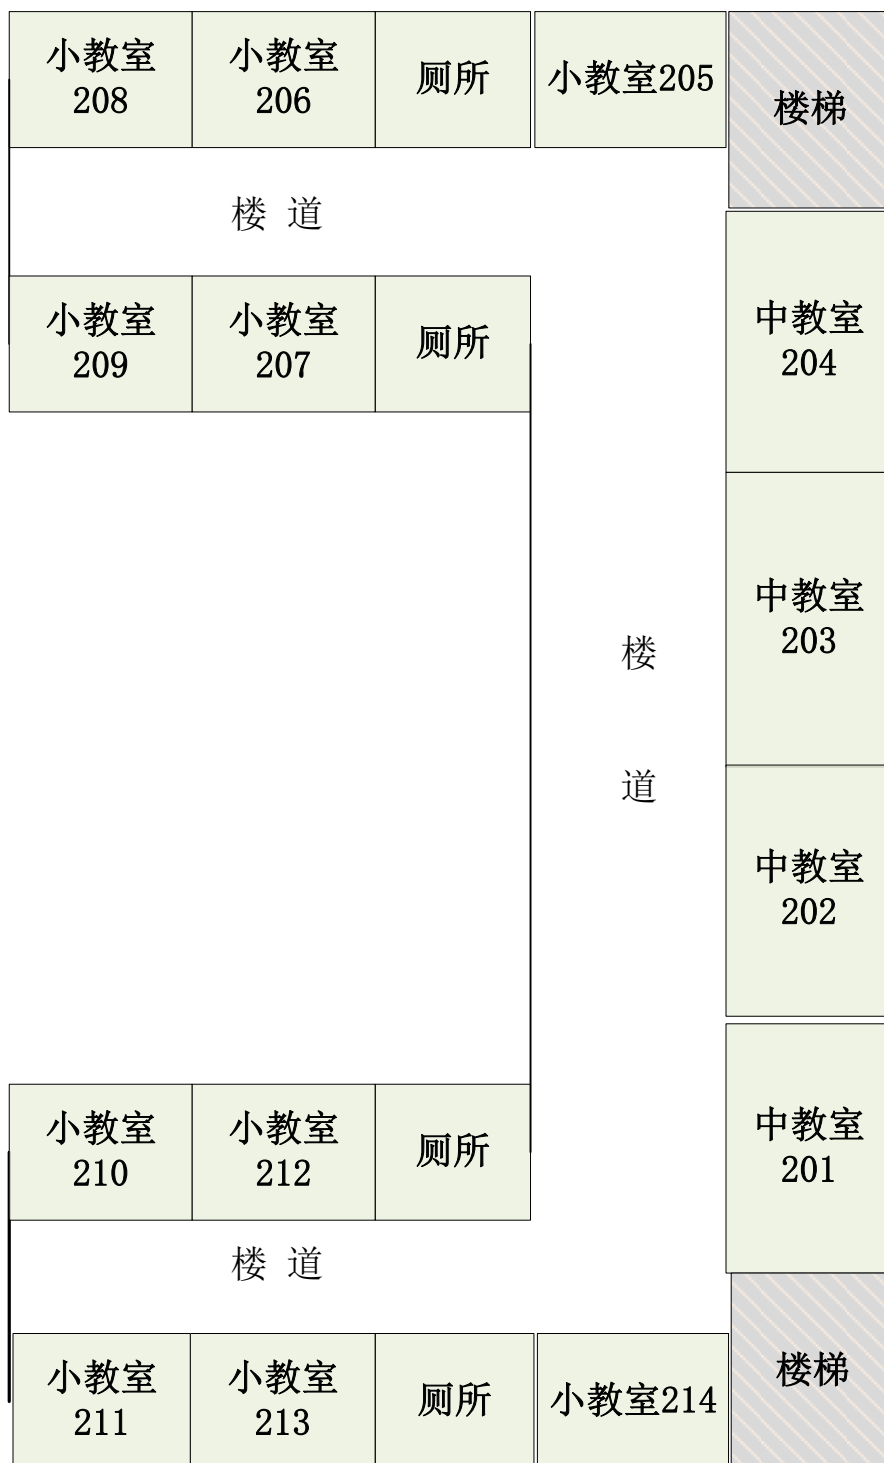 小教室
208
小教室
206
厕所
小教室205
楼梯
楼 道
小教室
209
小教室
207
厕所
中教室
204
中教室
203
楼
道
中教室
202
小教室
210
小教室
212
厕所
中教室
201
楼 道
小教室
211
小教室
213
厕所
小教室214
楼梯